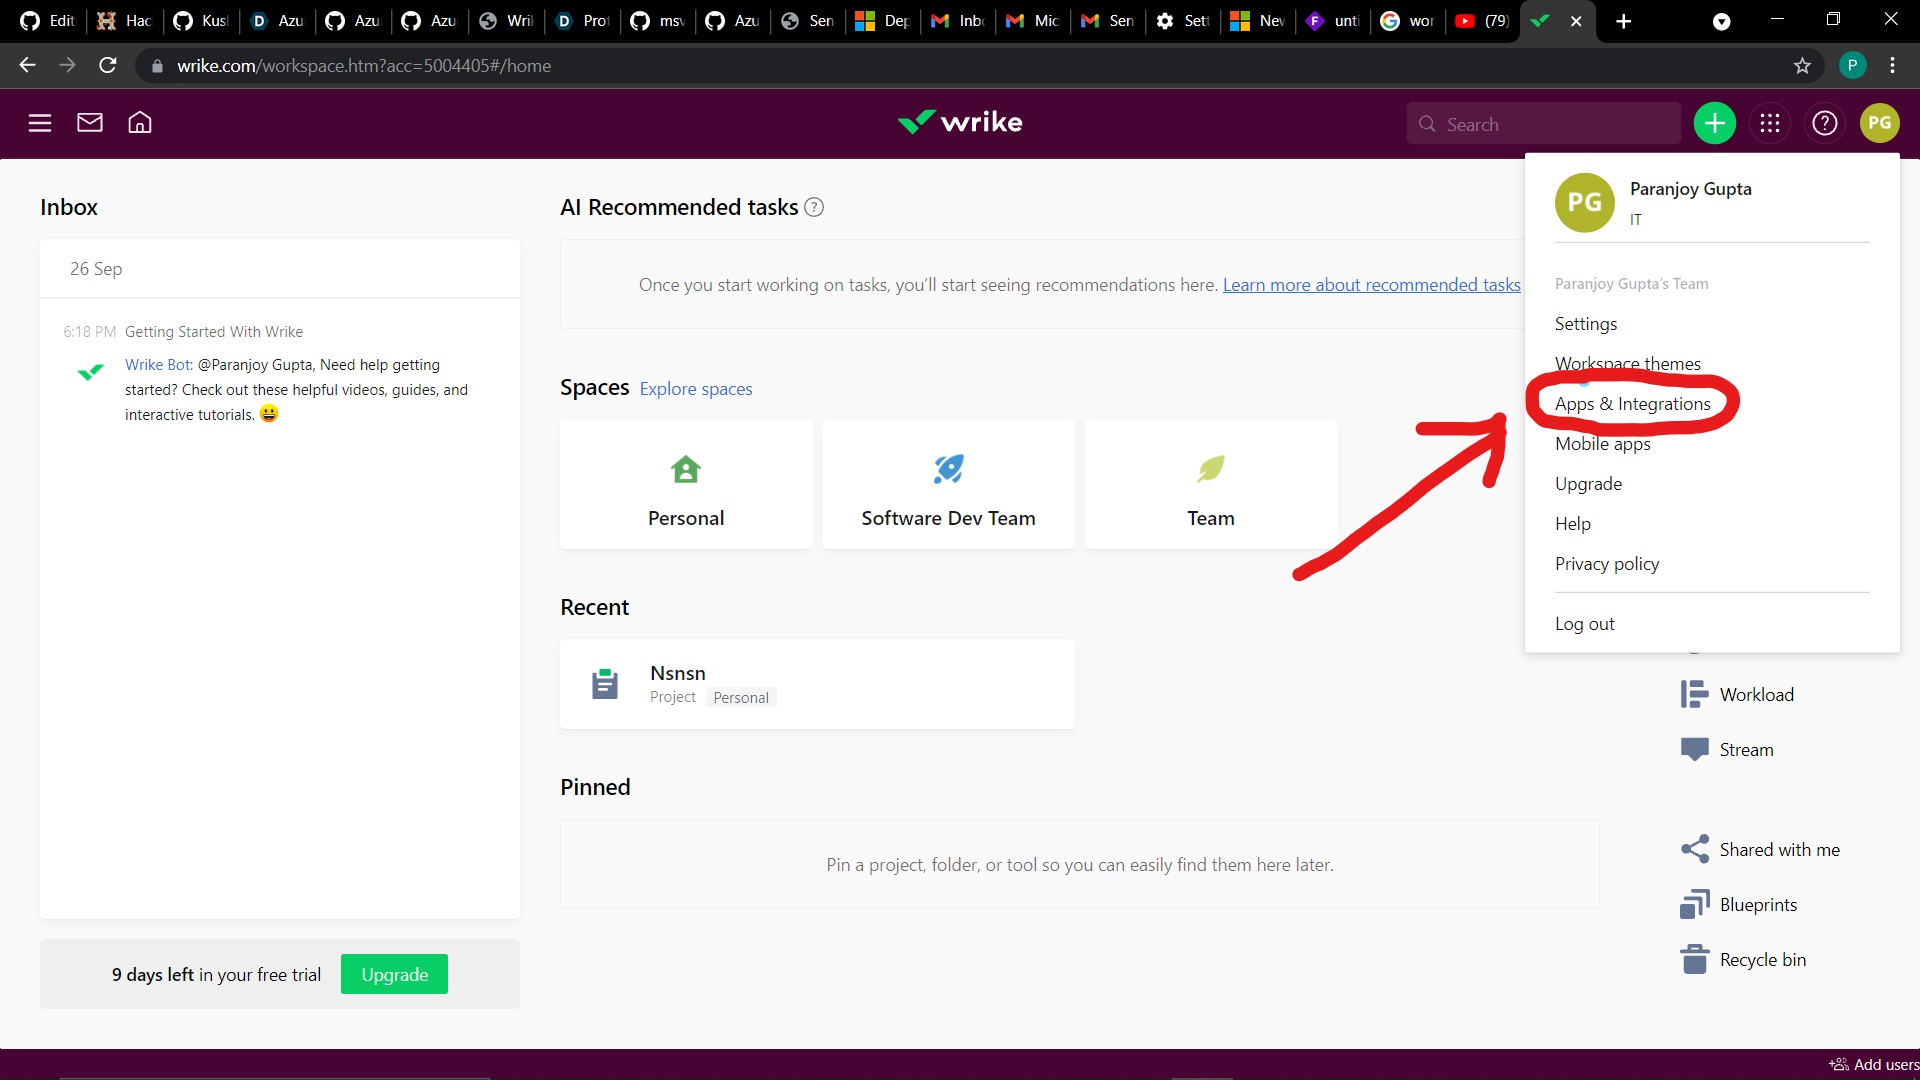 Edit
Hac
Kus
Azu
Azu
Azu
Wri
Prot
msv
Azu
Sen
Dep
Inbo
Mic
Sen
Sett
New
unti
wor
(79)
wrike.com/workspace.htm?acc=5004405#/home
P
wrike
Search
PG
Inbox
26 Sep
6:18 PM Getting Started With Wrike
Wrike Bot: @Paranjoy Gupta, Need help getting
started? Check out these helpful videos, guides, and
interactive tutorials. 😀
9 days left in your free trial
Upgrade
AI Recommended tasks ?
Once you start working on tasks, you'll start seeing recommendations here. Learn more about recommended tasks
Spaces Explore spaces
Personal
Software Dev Team
Team
Recent
Nsnsn
Project Personal
Pinned
Pin a project, folder, or tool so you can easily find them here later.
PG
Paranjoy Gupta
IT
Paranjoy Gupta's Team
Settings
Workspace themes
Apps & Integrations
Mobile apps
Upgrade
Help
Privacy policy
Log out
Workload
Stream
Shared with me
Blueprints
Recycle bin
Add users